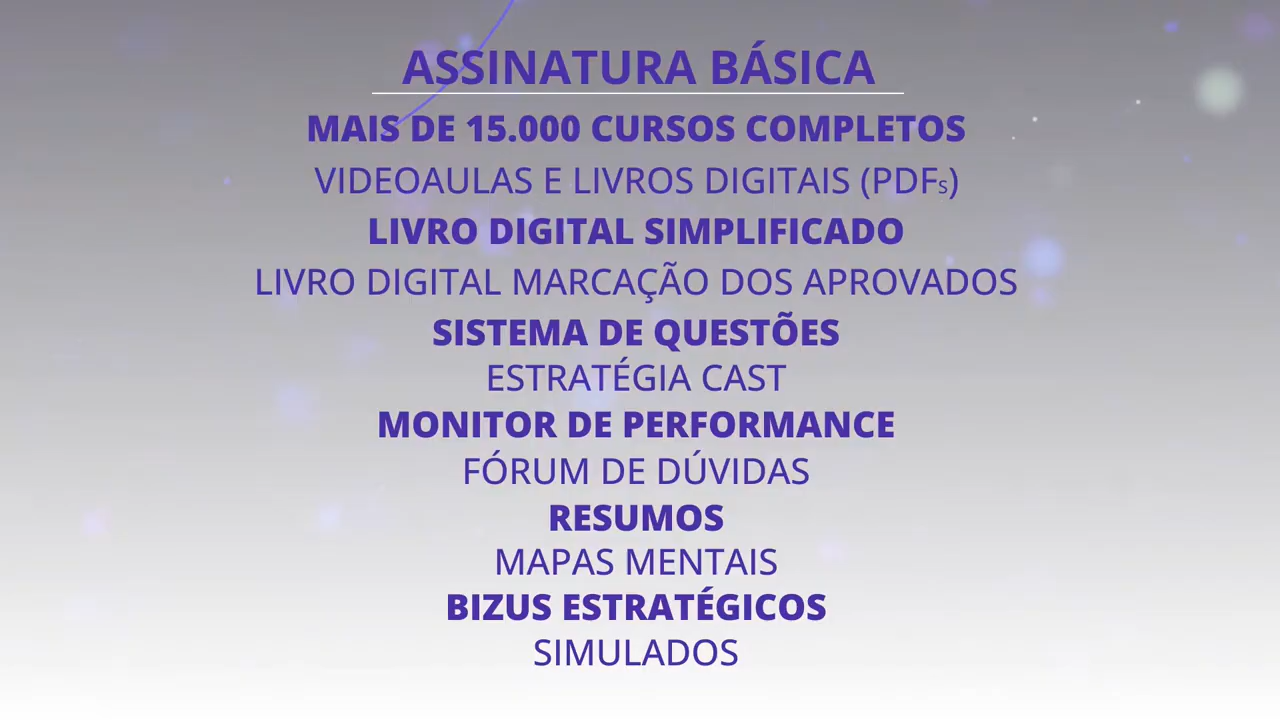 ASSINATURA BÁSICA
MAIS DE 15.000 CURSOS COMPLETOS
VIDEOAULAS E LIVROS DIGITAIS (PDFs)
LIVRO DIGITAL SIMPLIFICADO
LIVRO DIGITAL MARCAÇÃO DOS APROVADOS
SISTEMA DE QUESTÕES
ESTRATÉGIA CAST
MONITOR DE PERFORMANCE
FÓRUM DE DÚVIDAS
RESUMOS
MAPAS MENTAIS
BIZUS ESTRATÉGICOS
SIMULADOS